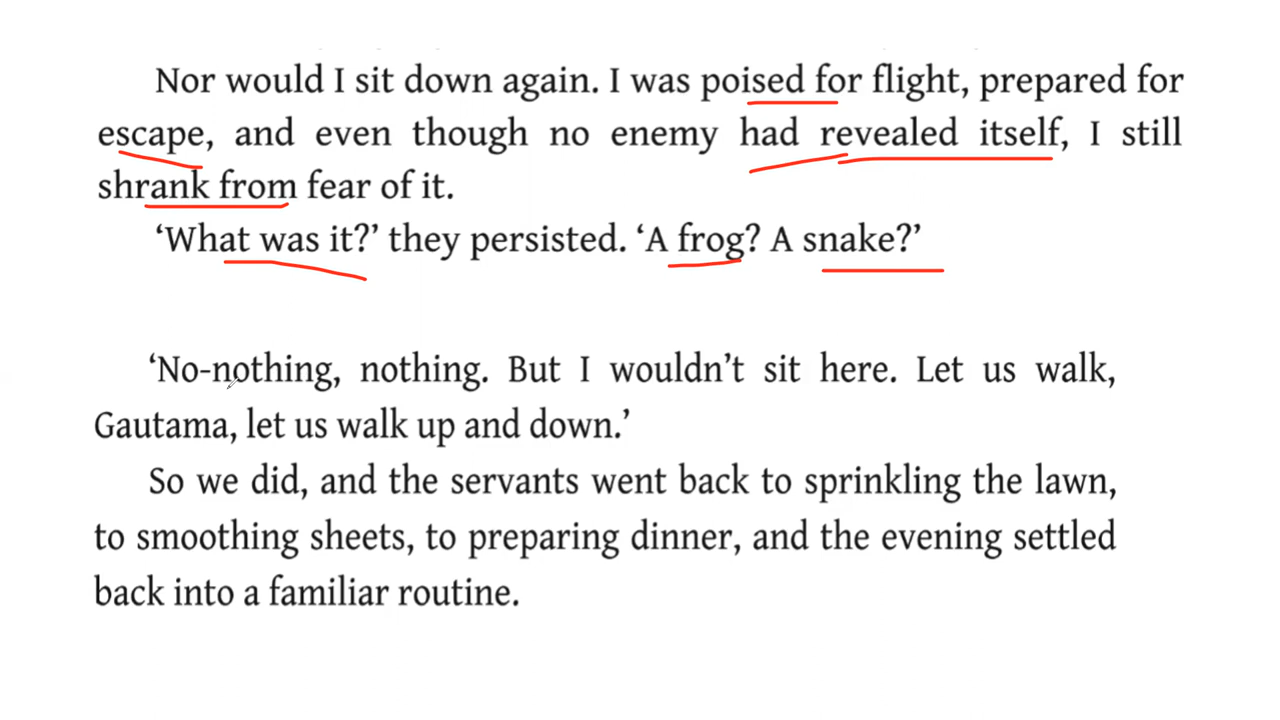 Nor would I sit down again. I was poised for flight, prepared for
escape, and even though no enemy had revealed itself, I still
shrank from fear of it.
‘What was it?’ they persisted. ‘A frog? A snake?’
‘No-nothing, nothing. But I wouldn’t sit here. Let us walk,
Gautama, let us walk up and down.’
So we did, and the servants went back to sprinkling the lawn,
to smoothing sheets, to preparing dinner, and the evening settled
back into a familiar routine.